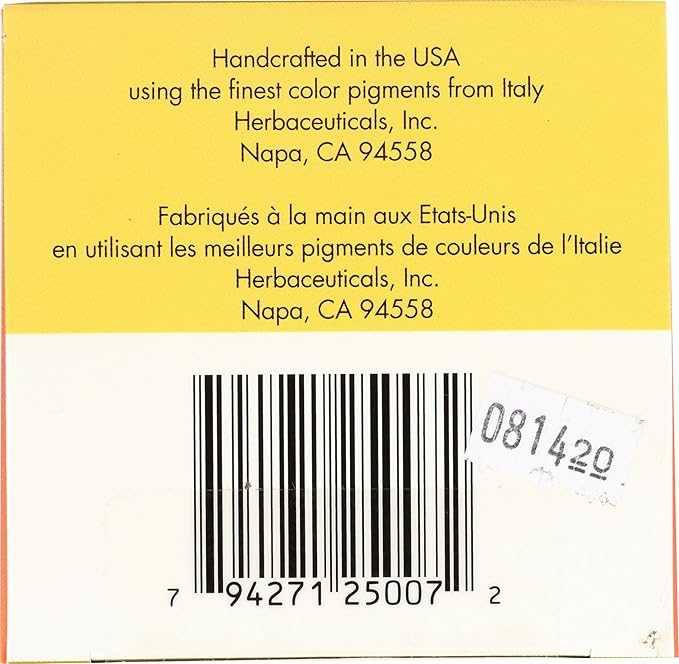 Handcrafted in the USA
using the finest color pigments from Italy
Herbaceuticals, Inc.
Napa, CA 94558
Fabriqués à la main aux Etats-Unis
en utilisant les meilleurs pigments de couleurs de l'Italie
Herbaceuticals, Inc.
Napa, CA 94558
081420
7 94271 25007 2